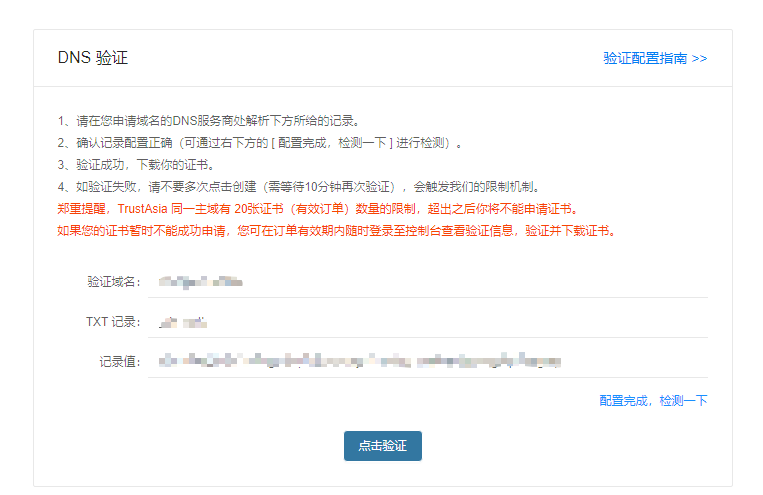 DNS 验证
验证配置指南 >>
1、请在您申请域名的DNS服务商处解析下方所给的记录。
2、确认记录配置正确（可通过右下方的 [ 配置完成，检测一下 ] 进行检测）。
3、验证成功，下载你的证书。
4、如验证失败，请不要多次点击创建（需等待10分钟再次验证），会触发我们的限制机制。
郑重提醒，TrustAsia 同一主域有 20张证书（有效订单）数量的限制，超出之后你将不能申请证书。
如果您的证书暂时不能成功申请，您可在订单有效期内随时登录至控制台查看验证信息，验证并下载证书。
验证域名：
TXT 记录：
记录值：
配置完成，检测一下
点击验证